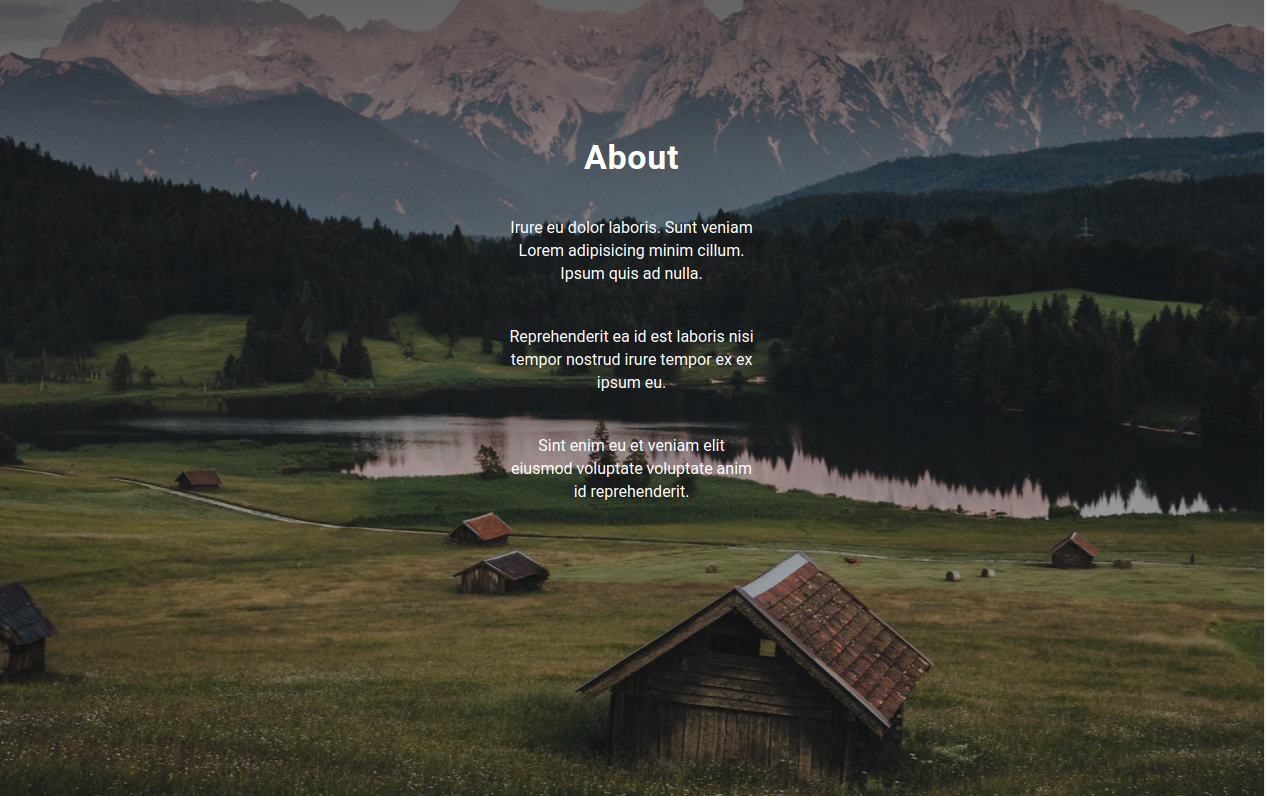 About
Irure eu dolor laboris. Sunt veniam
Lorem adipisicing minim cillum.
Ipsum quis ad nulla.
Reprehenderit ea id est laboris nisi
tempor nostrud irure tempor ex ex
ipsum eu.
Sint enim eu et veniam elit
eiusmod voluptate voluptate anim
id reprehenderit.